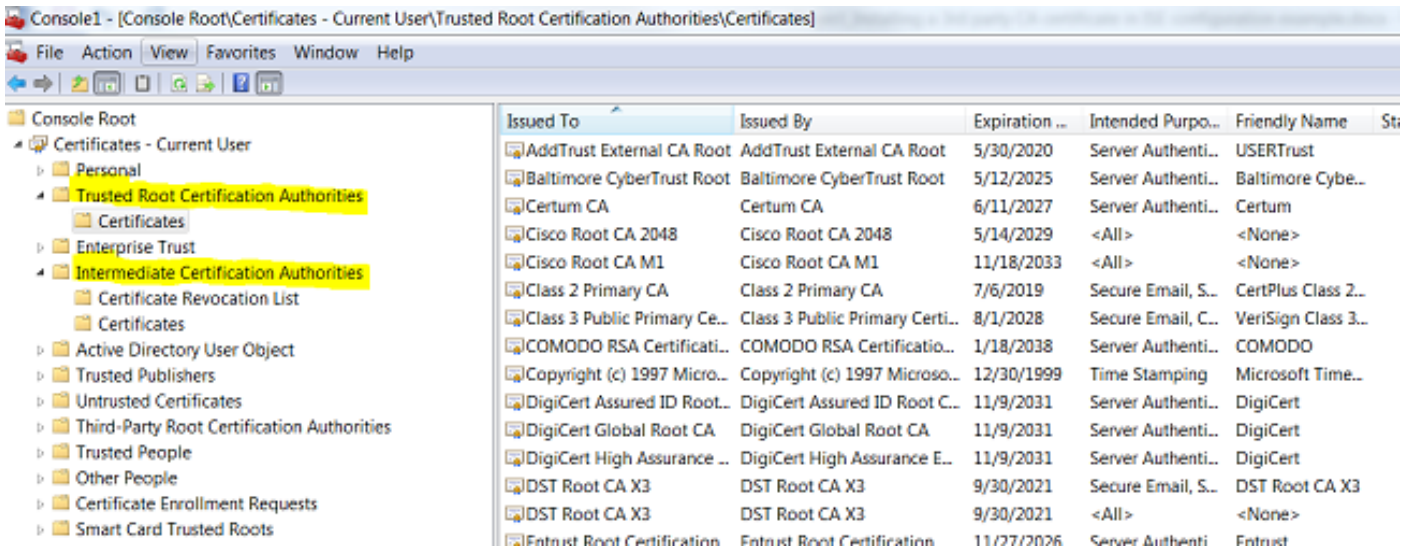 Console1 - [Console Root\Certificates - Current User\Trusted Root Certification Authorities\Certificates]
File Action View Favorites Window Help
Console Root
Certificates - Current User
Personal
Trusted Root Certification Authorities
Certificates
Enterprise Trust
Intermediate Certification Authorities
Certificate Revocation List
Certificates
Active Directory User Object
Trusted Publishers
Untrusted Certificates
Third-Party Root Certification Authorities
Trusted People
Other People
Certificate Enrollment Requests
Smart Card Trusted Roots
Issued To Issued By Expiration ... Intended Purpo... Friendly Name Sta
AddTrust External CA Root AddTrust External CA Root 5/30/2020 Server Authenti... USERTrust
Baltimore CyberTrust Root Baltimore CyberTrust Root 5/12/2025 Server Authenti... Baltimore Cybe...
Certum CA Certum CA 6/11/2027 Server Authenti... Certum
Cisco Root CA 2048 Cisco Root CA 2048 5/14/2029 <All> <None>
Cisco Root CA M1 Cisco Root CA M1 11/18/2033 <All> <None>
Class 2 Primary CA Class 2 Primary CA 7/6/2019 Secure Email, S... CertPlus Class 2...
Class 3 Public Primary Ce... Class 3 Public Primary Certi... 8/1/2028 Secure Email, C... VeriSign Class 3...
COMODO RSA Certificati... COMODO RSA Certificatio... 1/18/2038 Server Authenti... COMODO
Copyright (c) 1997 Micro... Copyright (c) 1997 Microso... 12/30/1999 Time Stamping Microsoft Time...
DigiCert Assured ID Root... DigiCert Assured ID Root C... 11/9/2031 Server Authenti... DigiCert
DigiCert Global Root CA DigiCert Global Root CA 11/9/2031 Server Authenti... DigiCert
DigiCert High Assurance ... DigiCert High Assurance E... 11/9/2031 Server Authenti... DigiCert
DST Root CA X3 DST Root CA X3 9/30/2021 Secure Email, S... DST Root CA X3
DST Root CA X3 DST Root CA X3 9/30/2021 <All> <None>
Entrust Root Certification Entrust Root Certification 11/27/2026 Server Authenti Entrust